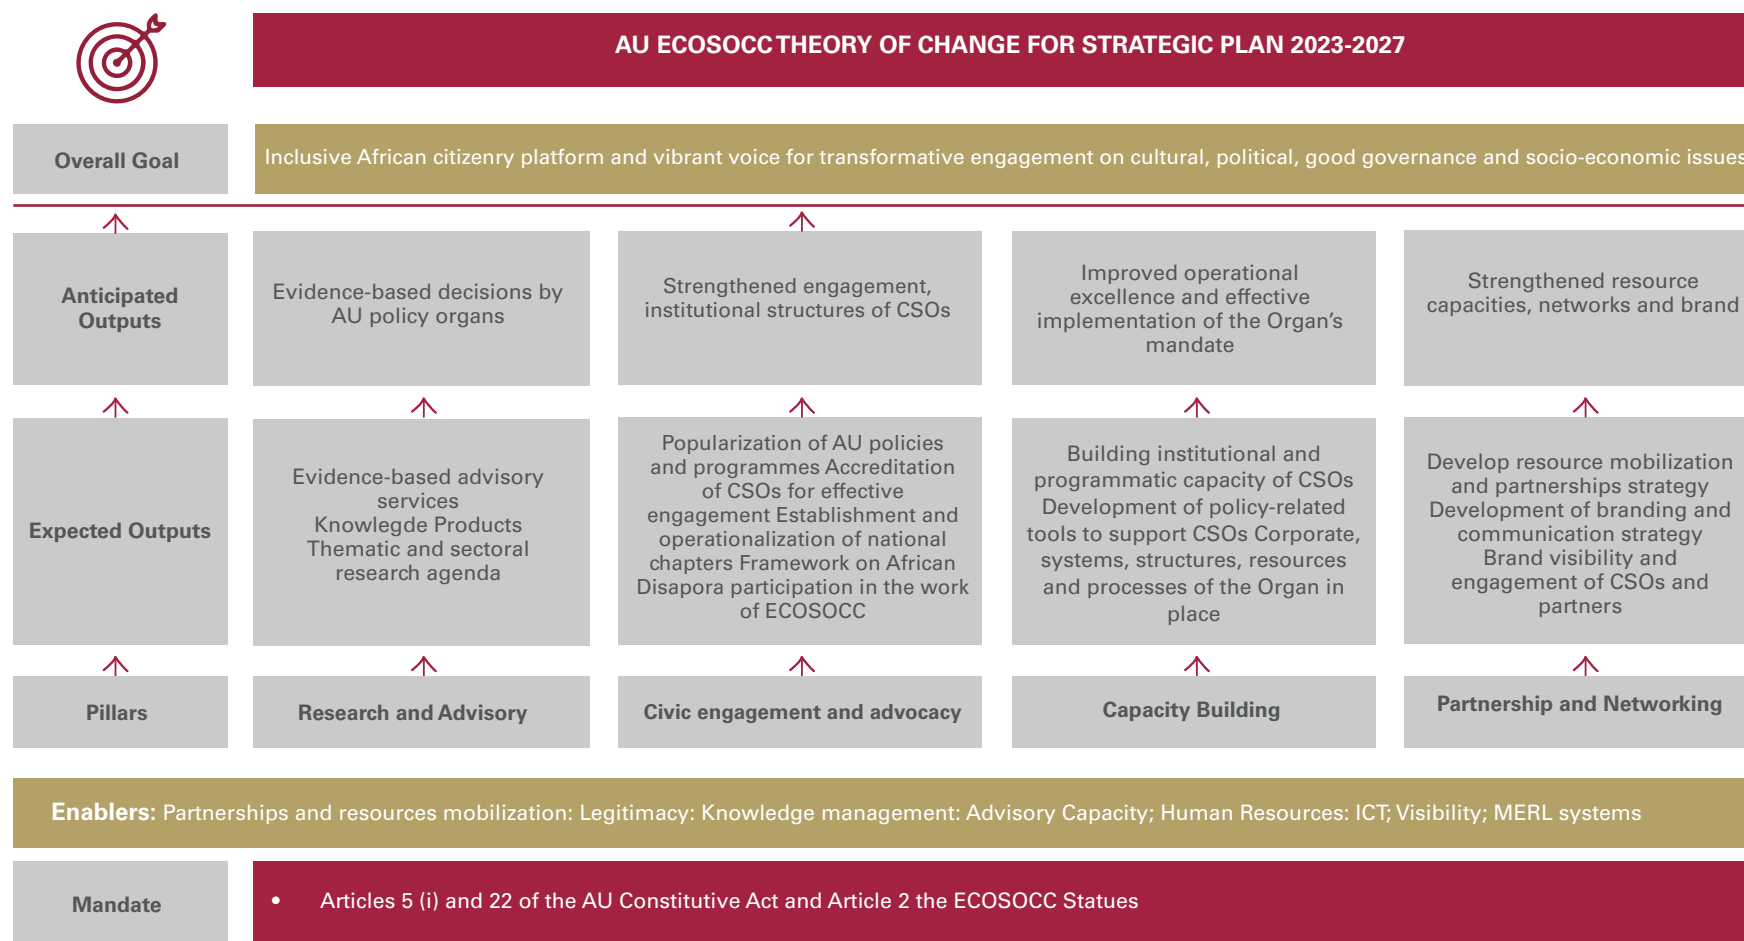 AU ECOSOCC THEORY OF CHANGE FOR STRATEGIC PLAN 2023-2027
Overall Goal
Inclusive African citizenry platform and vibrant voice for transformative engagement on cultural, political, good governance and socio-economic issues
Anticipated
Outputs
Evidence-based decisions by
AU policy organs
Strengthened engagement,
institutional structures of CSOs
Improved operational
excellence and effective
implementation of the Organ's
mandate
Strengthened resource
capacities, networks and brand
Expected Outputs
Evidence-based advisory
services
Knowlegde Products
Thematic and sectoral
research agenda
Popularization of AU policies
and programmes Accreditation
of CSOs for effective
engagement Establishment and
operationalization of national
chapters Framework on African
Disapora participation in the work
of ECOSOCC
Building institutional and
programmatic capacity of CSOs
Development of policy-related
tools to support CSOs Corporate,
systems, structures, resources
and processes of the Organ in
place
Develop resource mobilization
and partnerships strategy
Development of branding and
communication strategy
Brand visibility and
engagement of CSOs and
partners
Pillars
Research and Advisory
Civic engagement and advocacy
Capacity Building
Partnership and Networking
Enablers: Partnerships and resources mobilization: Legitimacy: Knowledge management: Advisory Capacity; Human Resources: ICT; Visibility; MERL systems
Mandate
• Articles 5 (i) and 22 of the AU Constitutive Act and Article 2 the ECOSOCC Statues